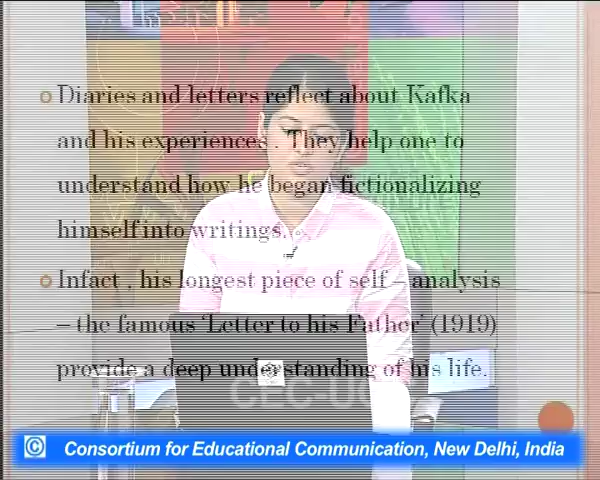 Diaries and letters reflect about Kafka
and his experiences . They help one to
understand how he began fictionalizing
himself into writings.
Infact , his longest piece of self – analysis
– the famous ‘Letter to his Father’ (1919)
provide a deep understanding of his life.
CEC-UG
© Consortium for Educational Communication, New Delhi, India